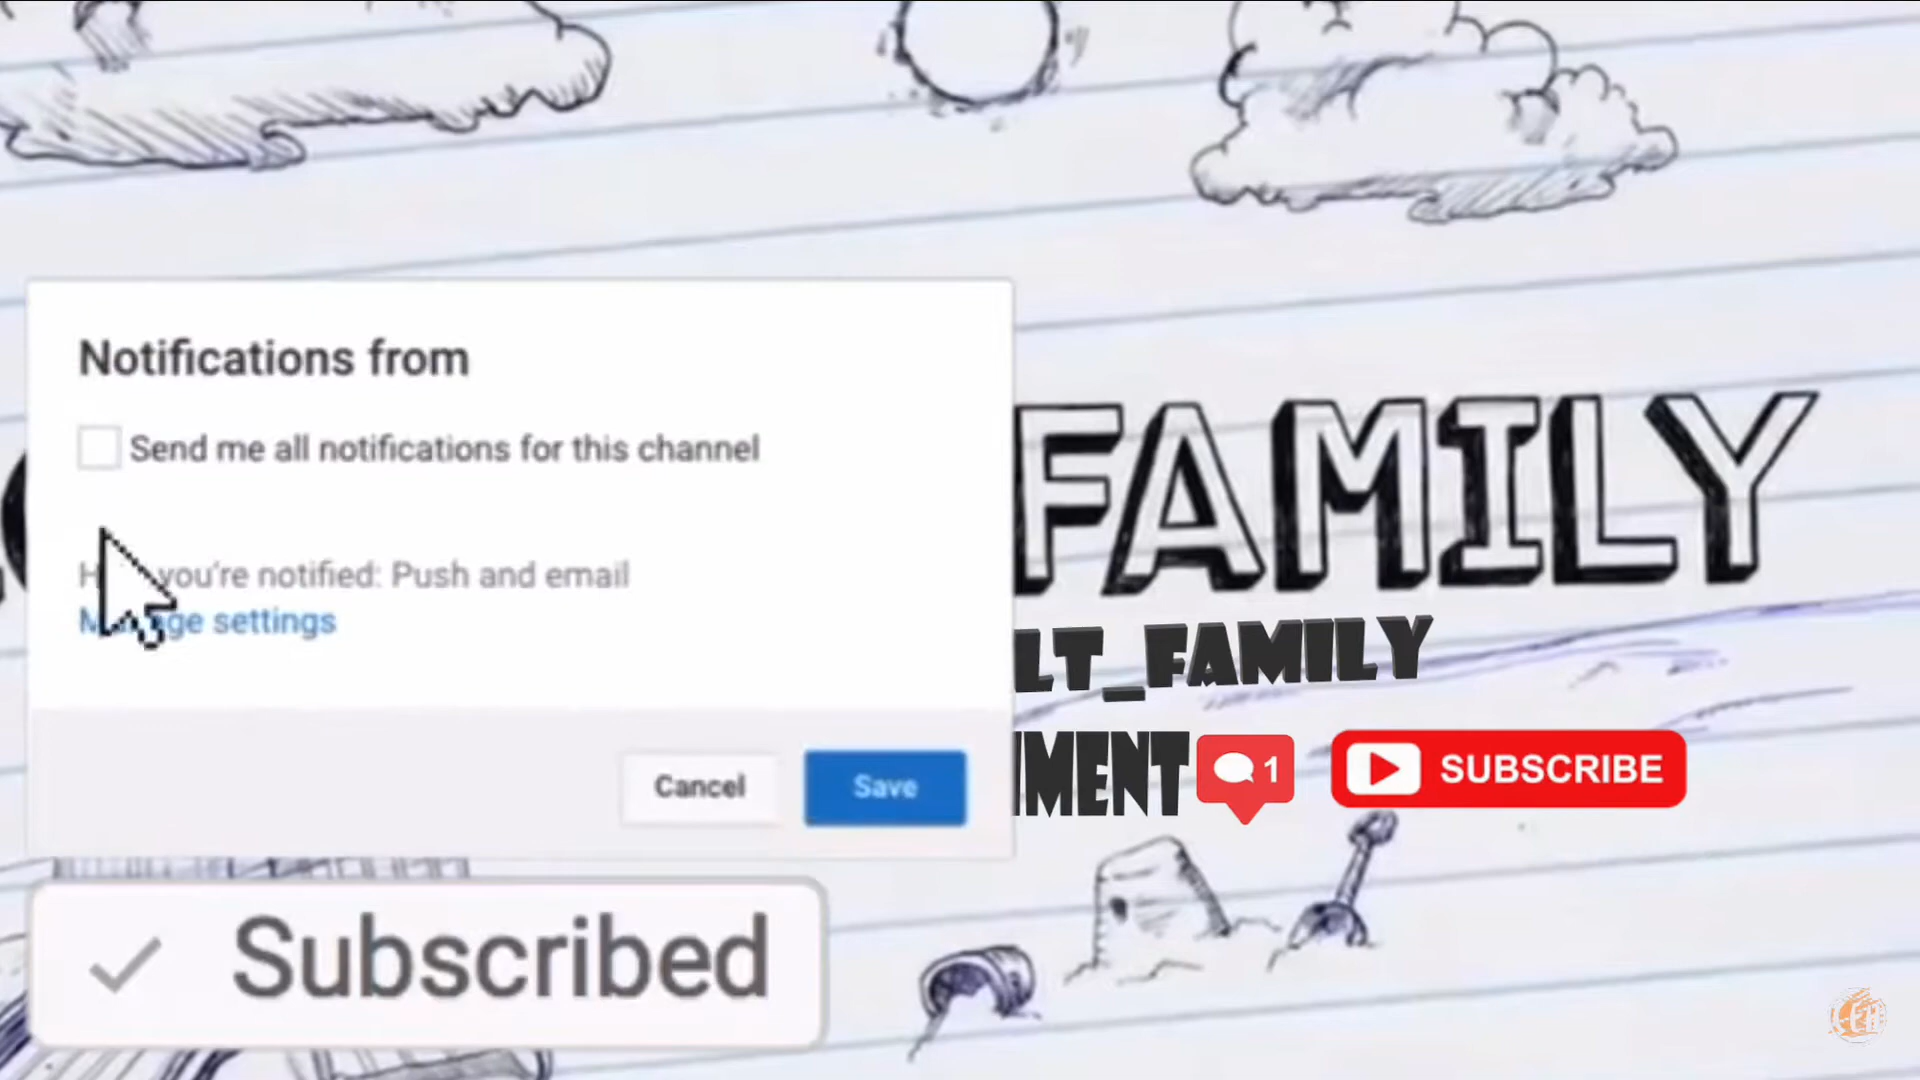 Notifications from
Send me all notifications for this channel
FAMILY
you're notified: Push and email
settings
LT_FAMILY
MENT
1
SUBSCRIBE
Cancel
Save
Subscribed